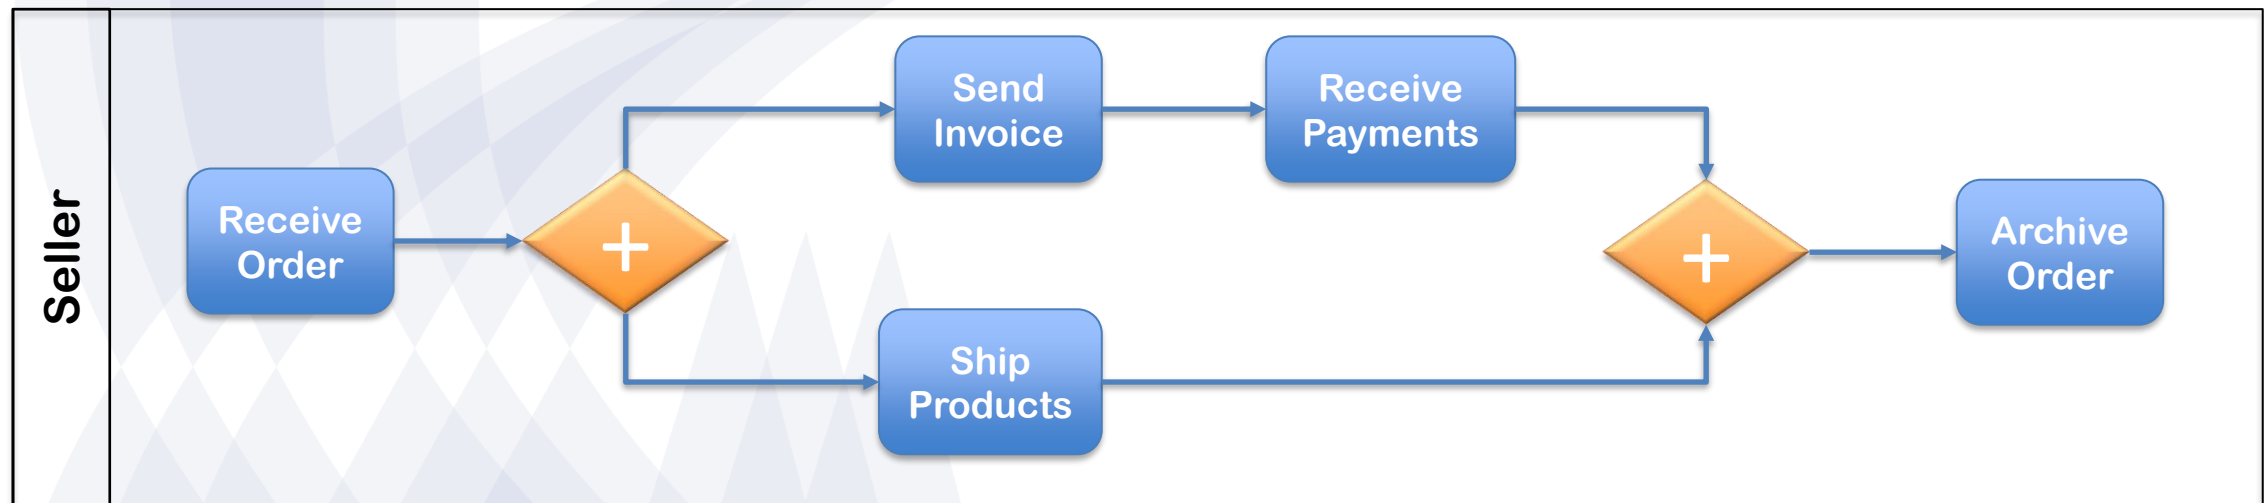 Seller
Receive
Order
+
Send
Invoice
Receive
Payments
Ship
Products
+
Archive
Order